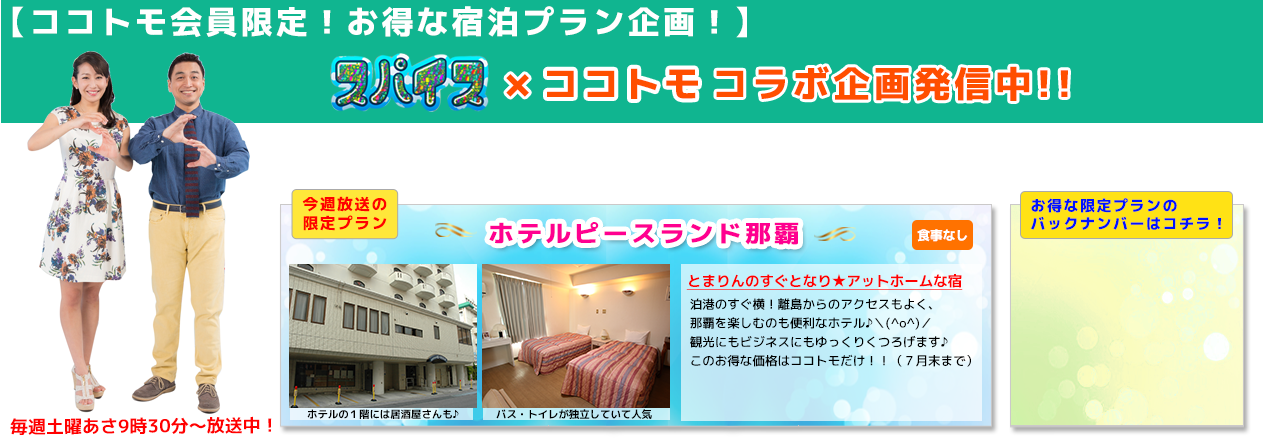 【ココトモ会員限定！お得な宿泊プラン企画！】
スパイス × ココトモ コラボ企画発信中!!
今週放送の
限定プラン
ホテルピースランド那覇
食事なし
とまりんのすぐとなり★アットホームな宿
泊港のすぐ横！離島からのアクセスもよく、
那覇を楽しむのも便利なホテル♪＼(^o^)／
観光にもビジネスにもゆっくりくつろげます♪
このお得な価格はココトモだけ！！（７月末まで）
ホテルの１階には居酒屋さんも♪
バス・トイレが独立していて人気
お得な限定プランの
バックナンバーはコチラ！
毎週土曜あさ9時30分～放送中！